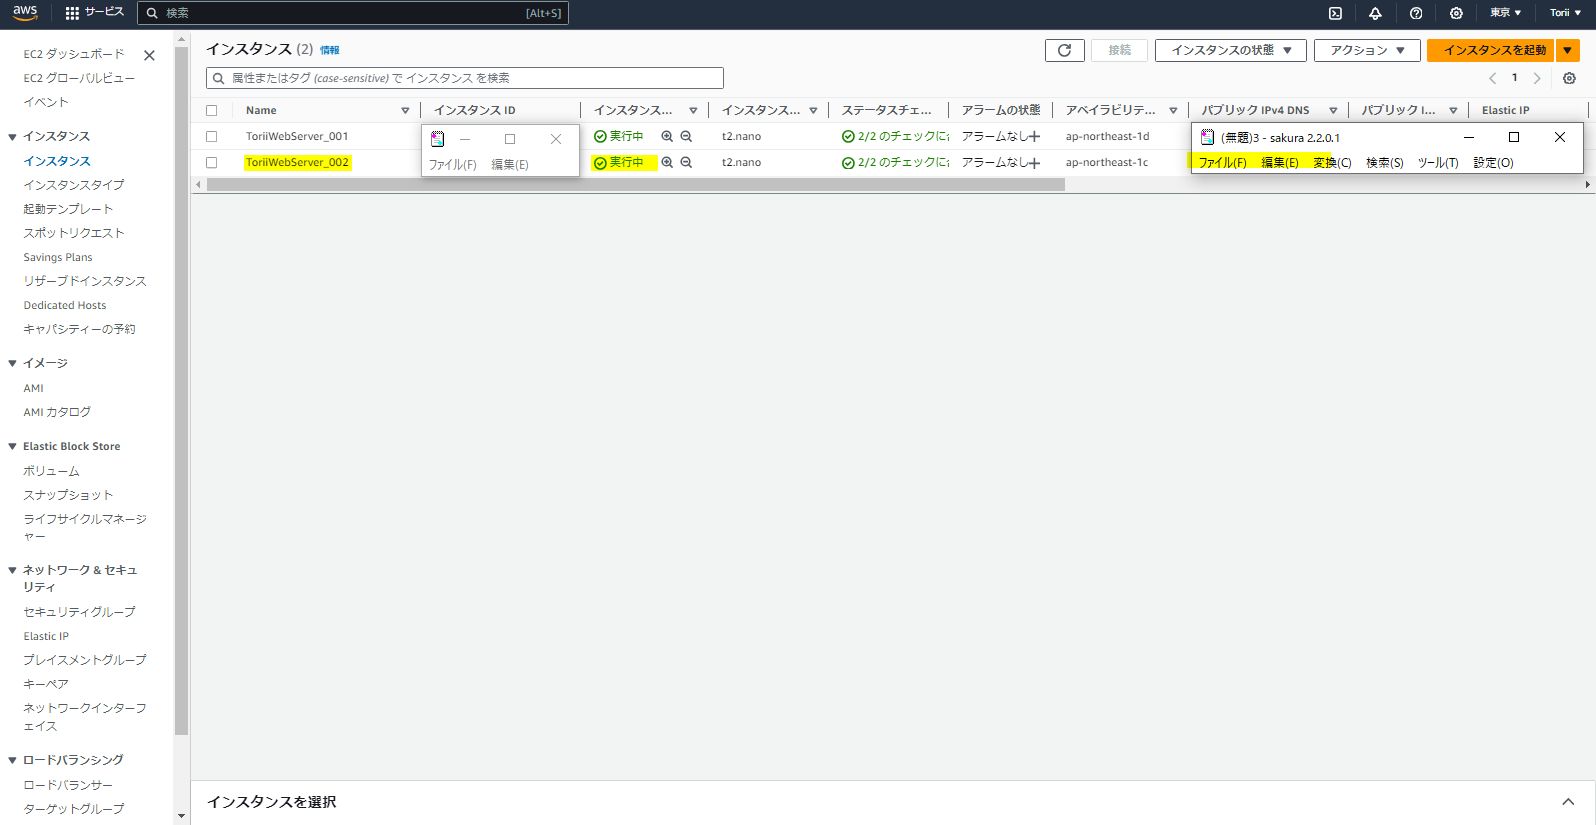 aws サービス 検索 [Alt+S] 東京 Torii
EC2 ダッシュボード
EC2 グローバルビュー
イベント
インスタンス
インスタンス
インスタンスタイプ
起動テンプレート
スポットリクエスト
Savings Plans
リザーブドインスタンス
Dedicated Hosts
キャパシティーの予約
イメージ
AMI
AMI カタログ
Elastic Block Store
ボリューム
スナップショット
ライフサイクルマネージ
ャー
ネットワーク & セキュ
リティ
セキュリティグループ
Elastic IP
プレイスメントグループ
キーペア
ネットワークインターフ
ェイス
ロードバランシング
ロードバランサー
ターゲットグループ
インスタンス (2) 情報 接続 インスタンスの状態 アクション インスタンスを起動
属性またはタグ (case-sensitive) で インスタンス を検索 1
Name インスタンス ID インスタンス... インスタンス... ステータスチェ... アラームの状態 アベイラビリテ... パブリック IPv4 DNS パブリック I... Elastic IP
ToriiWebServer_001 実行中 t2.nano 2/2 のチェックに アラームなし ap-northeast-1d
ToriiWebServer_002 実行中 t2.nano 2/2 のチェックに アラームなし ap-northeast-1c
ファイル(F) 編集(E)
(無題)3 - sakura 2.2.0.1
ファイル(F) 編集(E) 変換(C) 検索(S) ツール(T) 設定(O)
インスタンスを選択